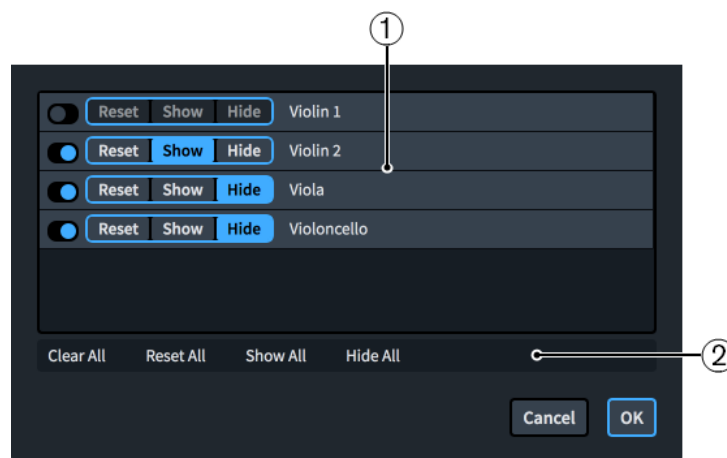 1
Reset Show Hide Violin 1
Reset Show Hide Violin 2
Reset Show Hide Viola
Reset Show Hide Violoncello
Clear All Reset All Show All Hide All
2
Cancel OK